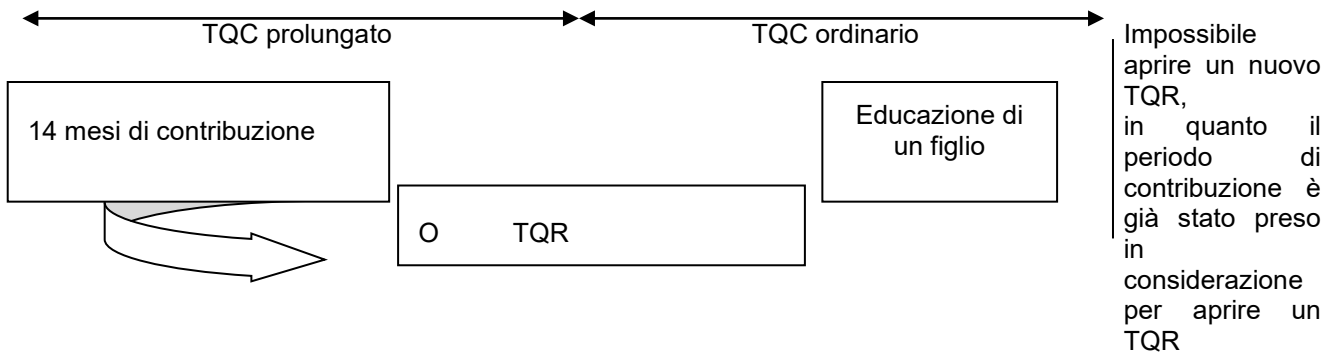 TQC prolungato
TQC ordinario
14 mesi di contribuzione
O TQR
Educazione di
un figlio
Impossibile
aprire un nuovo
TQR,
in quanto il
periodo di
contribuzione è
già stato preso
in
considerazione
per aprire un
TQR